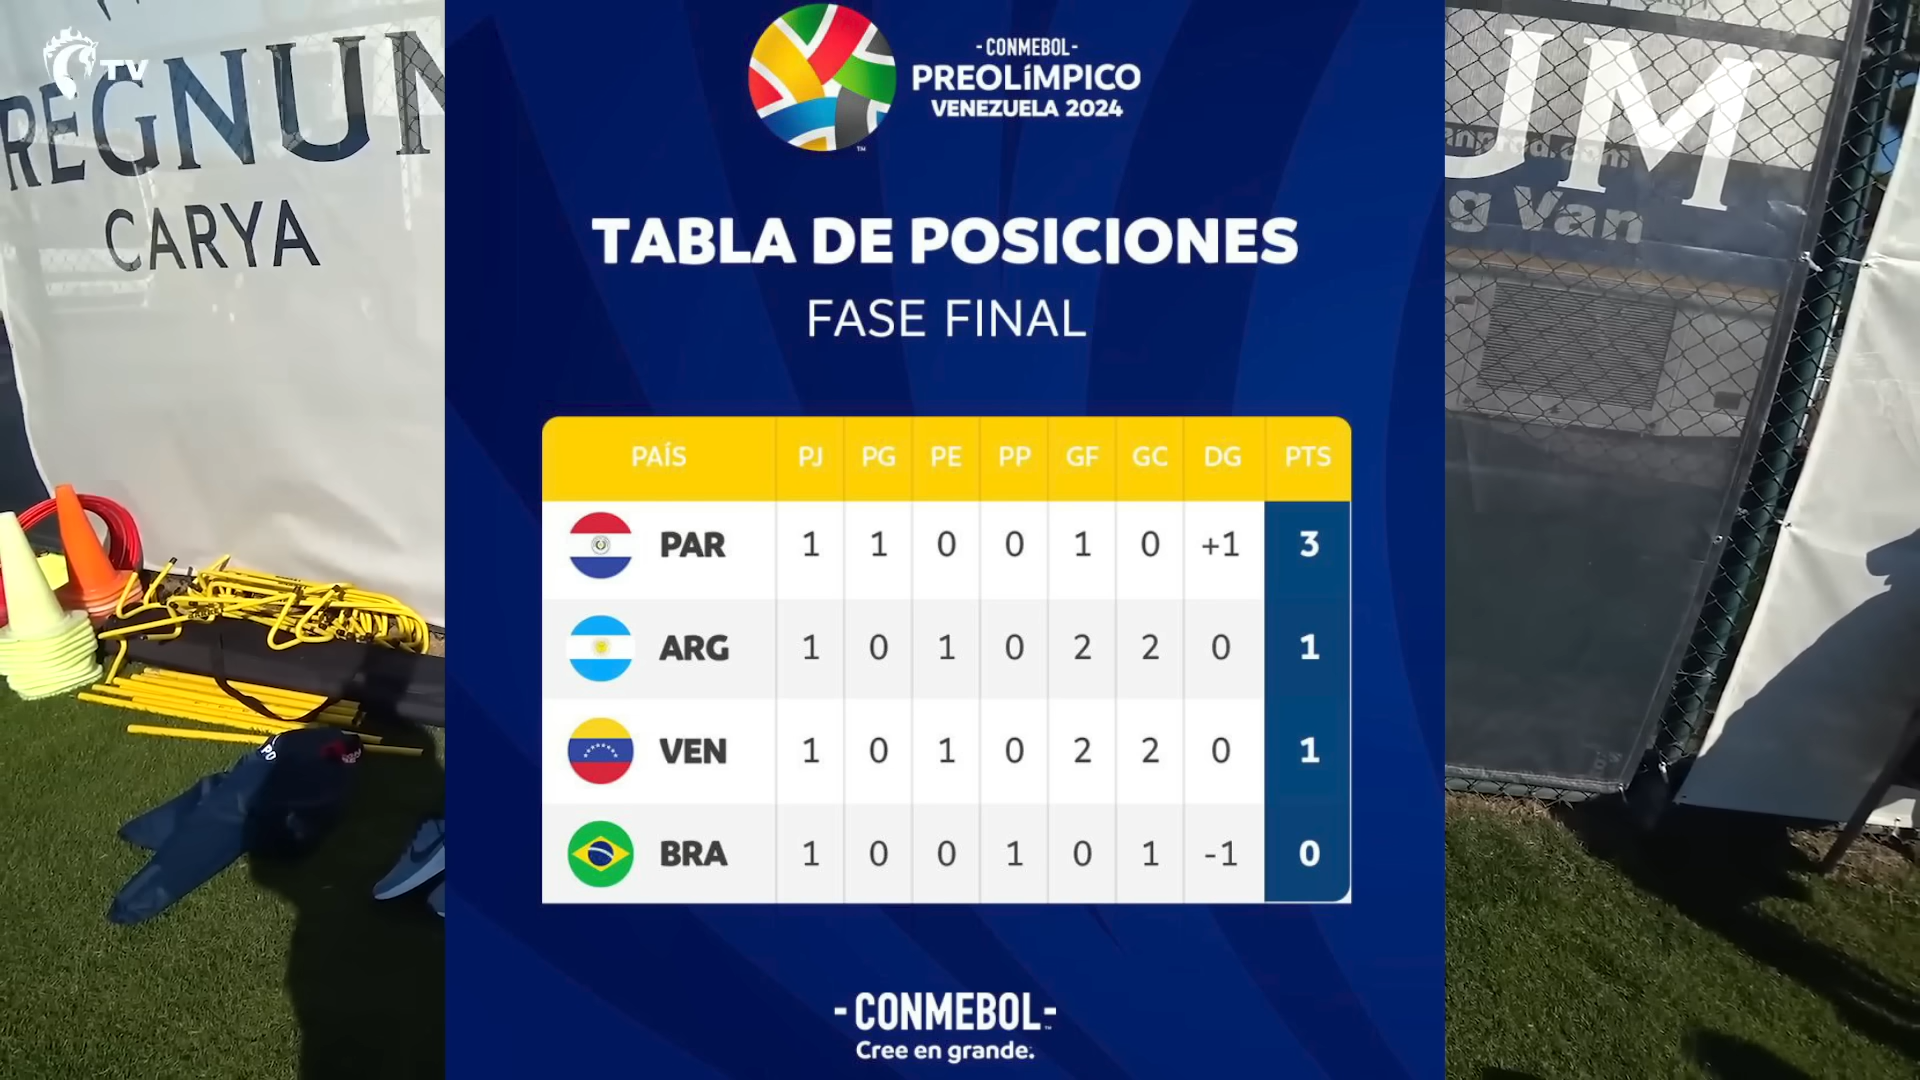 TV
REGNUM
CARYA
- CONMEBOL -
PREOLíMPICO
VENEZUELA 2024
™
TABLA DE POSICIONES
FASE FINAL
PAÍS PJ PG PE PP GF GC DG PTS
PAR 1 1 0 0 1 0 +1 3
ARG 1 0 1 0 2 2 0 1
VEN 1 0 1 0 2 2 0 1
BRA 1 0 0 1 0 1 -1 0
-CONMEBOL-
Cree en grande.
UM
g Van